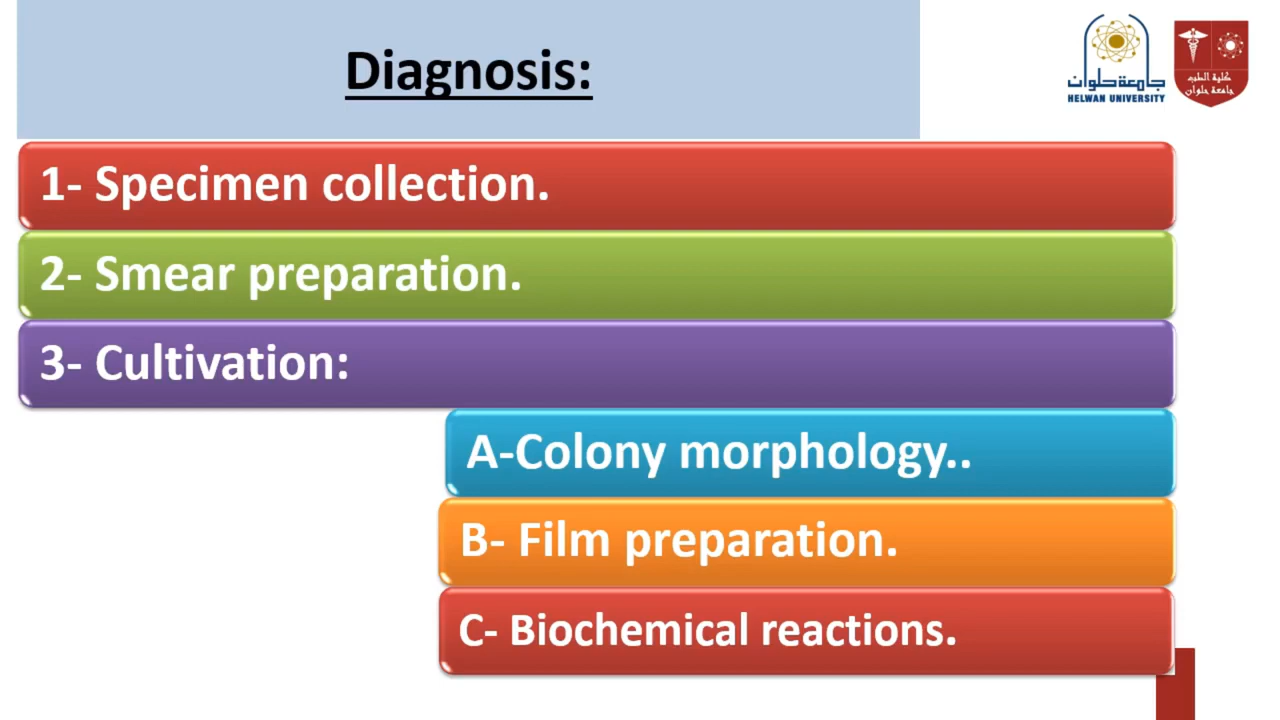 Diagnosis:
جامعة حلوان
HELWAN UNIVERSITY
كلية الطب
جامعة حلوان
1- Specimen collection.
2- Smear preparation.
3- Cultivation:
A-Colony morphology..
B- Film preparation.
C- Biochemical reactions.